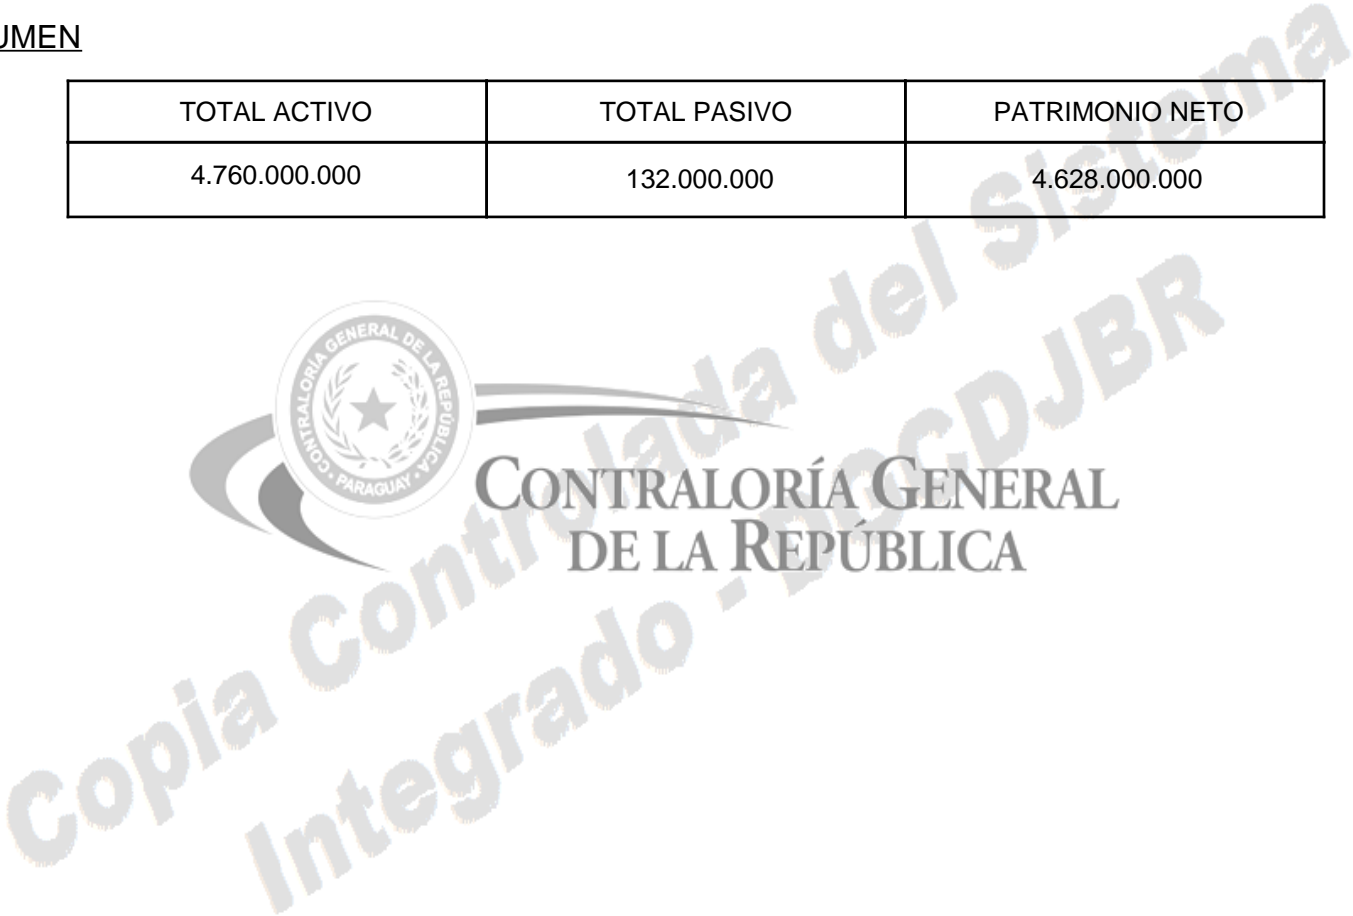 UMEN
TOTAL ACTIVO TOTAL PASIVO PATRIMONIO NETO
4.760.000.000 132.000.000 4.628.000.000
CONTRALORÍA GENERAL DE LA REPÚBLICA
PARAGUAY
CONTRALORÍA GENERAL
DE LA REPÚBLICA
Copia Controlada del Sistema
Integrado - DGCDJBR